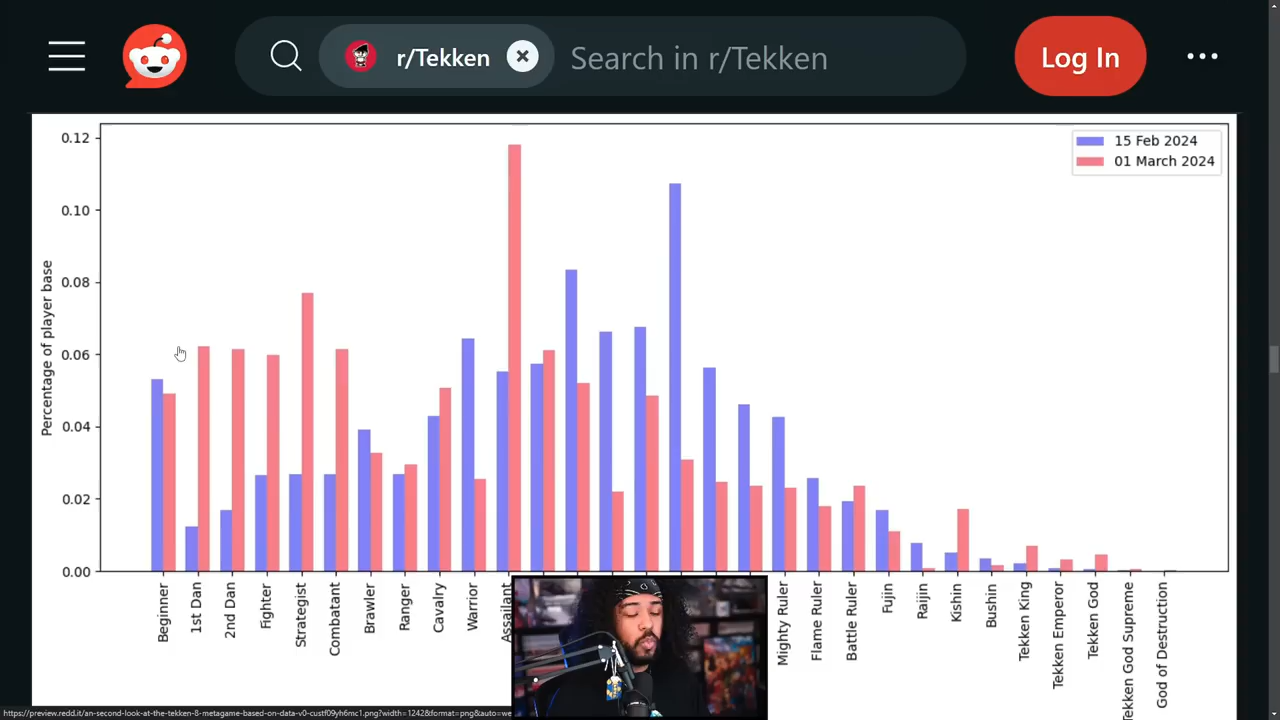 r/Tekken
Search in r/Tekken
Log In
15 Feb 2024
01 March 2024
Percentage of player base
0.12
0.10
0.08
0.06
0.04
0.02
0.00
Beginner
1st Dan
2nd Dan
Fighter
Strategist
Combatant
Brawler
Ranger
Cavalry
Warrior
Assailant
Mighty Ruler
Flame Ruler
Battle Ruler
Fujin
Raijin
Kishin
Bushin
Tekken King
Tekken Emperor
Tekken God
Tekken God Supreme
God of Destruction